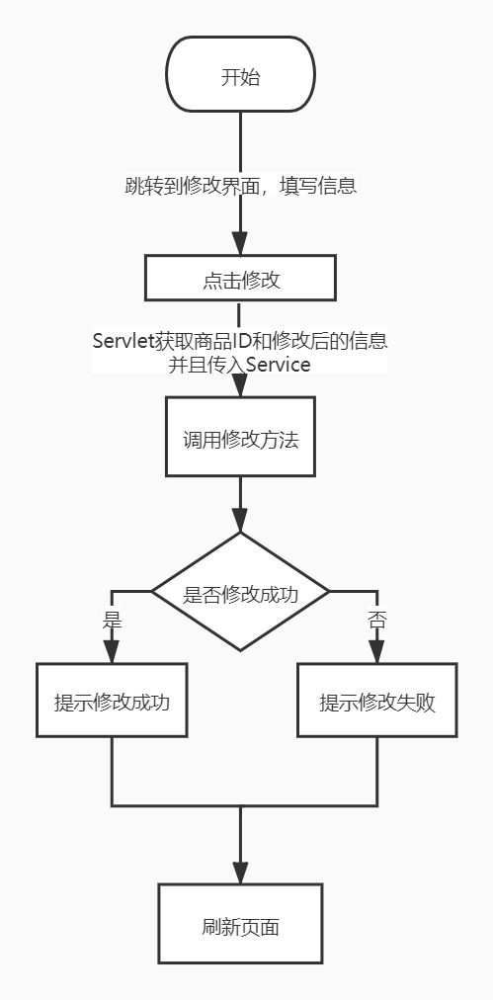 开始
跳转到修改界面，填写信息
点击修改
Servlet获取商品ID和修改后的信息
并且传入Service
调用修改方法
是否修改成功
是
否
提示修改成功
提示修改失败
刷新页面